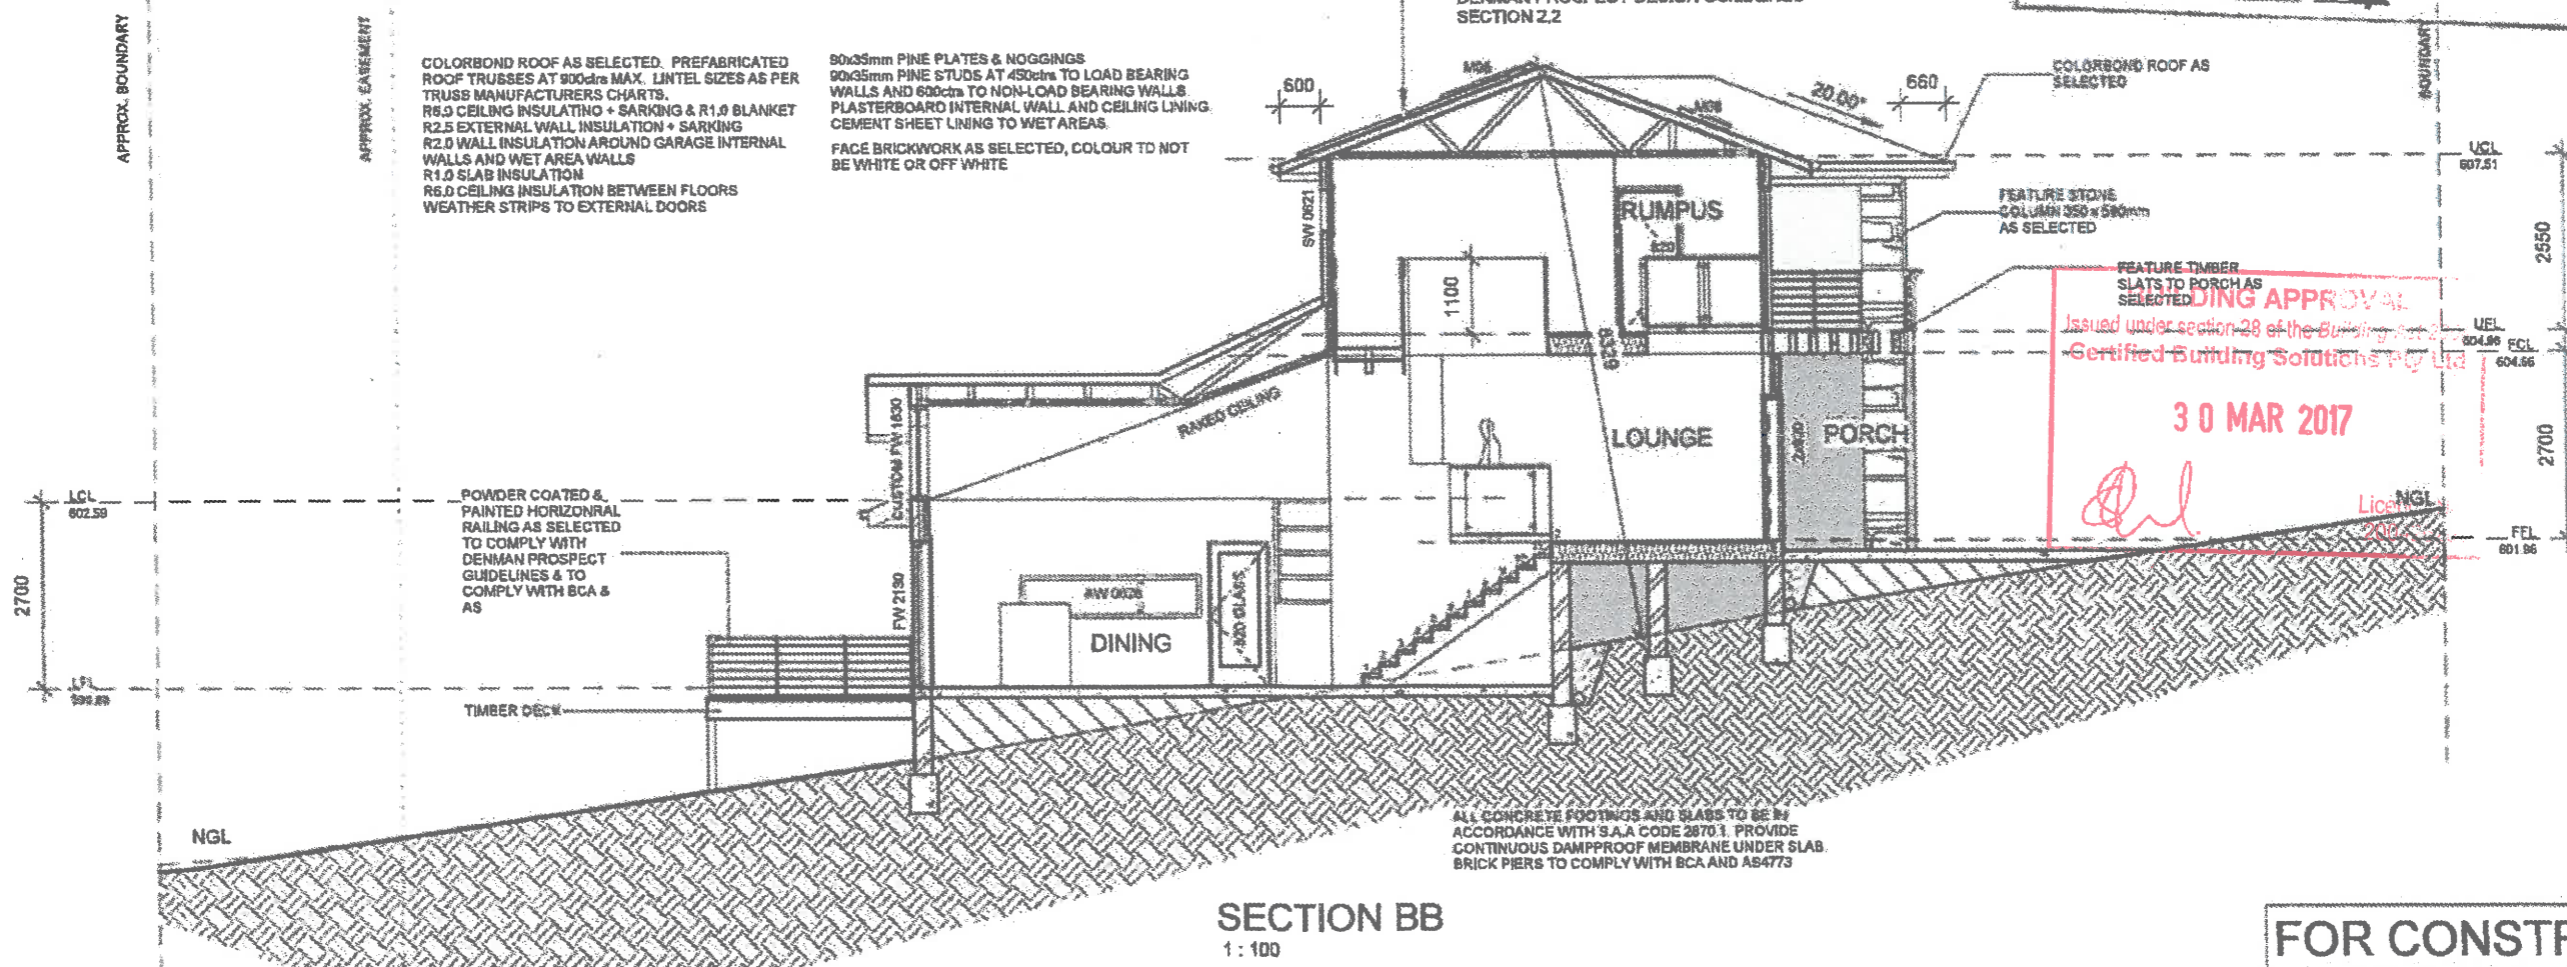 SECTION 2.2
APPROX. BOUNDARY
APPROX. EASEMENT
COLORBOND ROOF AS SELECTED. PREFABRICATED
ROOF TRUSSES AT 900ctrs MAX. LINTEL SIZES AS PER
TRUSS MANUFACTURERS CHARTS.
R6.0 CEILING INSULATINO + SARKING & R1.0 BLANKET
R2.5 EXTERNAL WALL INSULATION + SARKING
R2.0 WALL INSULATION AROUND GARAGE INTERNAL
WALLS AND WET AREA WALLS
R1.0 SLAB INSULATION
R6.0 CEILING INSULATION BETWEEN FLOORS
WEATHER STRIPS TO EXTERNAL DOORS
90x35mm PINE PLATES & NOGGINGS
90x35mm PINE STUDS AT 450ctrs TO LOAD BEARING
WALLS AND 600ctrs TO NON-LOAD BEARING WALLS
PLASTERBOARD INTERNAL WALL AND CEILING LINING
CEMENT SHEET LINING TO WET AREAS
FACE BRICKWORK AS SELECTED, COLOUR TO NOT
BE WHITE OR OFF WHITE
600
20.00°
660
COLORBOND ROOF AS
SELECTED
BOUNDARY
UCL
607.51
FEATURE STONE
COLUMN 350 x 590mm
AS SELECTED
FEATURE TIMBER
SLATS TO PORCH AS
SELECTED
BUILDING APPROVAL
Issued under section 28 of the Building Act
Certified Building Solutions Pty Ltd
30 MAR 2017
2550
UFL
604.96
FCL
604.66
2700
NGL
FFL
601.96
SW 0621
RUMPUS
820
1100
8329
RAKED CEILING
CUSTOM FW 1830
LOUNGE
PORCH
LCL
602.59
2700
POWDER COATED &
PAINTED HORIZONRAL
RAILING AS SELECTED
TO COMPLY WITH
DENMAN PROSPECT
GUIDELINES & TO
COMPLY WITH BCA &
AS
FW 2130
820 GLASS
DINING
TIMBER DECK
NGL
ALL CONCRETE FOOTINGS AND SLABS TO BE IN
ACCORDANCE WITH S.A.A CODE 2870.1. PROVIDE
CONTINUOUS DAMPPROOF MEMBRANE UNDER SLAB.
BRICK PIERS TO COMPLY WITH BCA AND AS4773
SECTION BB
1 : 100
FOR CONSTR